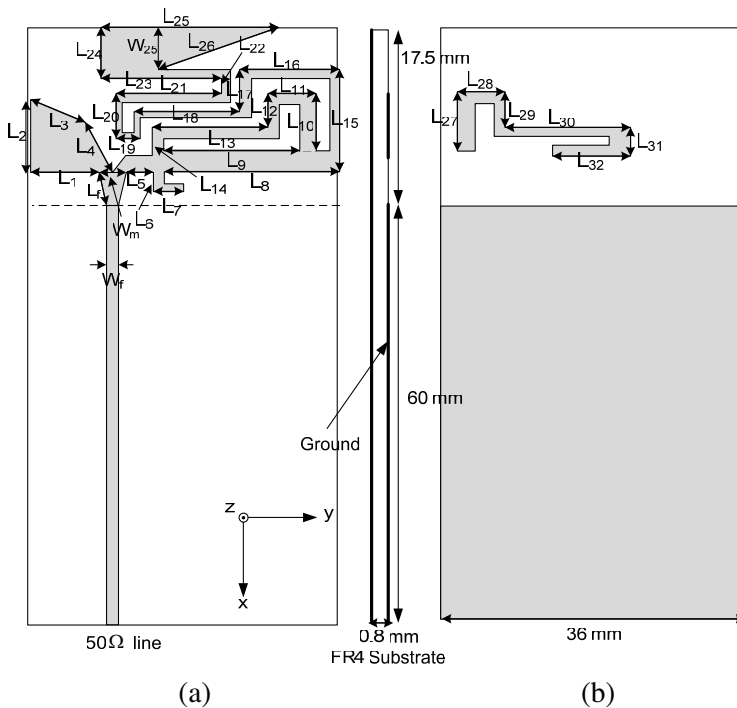 L25
L24
W25
L26
L22
L23
L21
L16
L17
L11
L20
L18
L12
L10
L15
L2
L3
L4
L19
L13
L9
L1
L5
L14
L8
Lf
L6
L7
Wm
Wf
Ground
z
y
x
50Ω line
(a)
17.5 mm
60 mm
0.8 mm
FR4 Substrate
L28
L27
L29
L30
L31
L32
36 mm
(b)